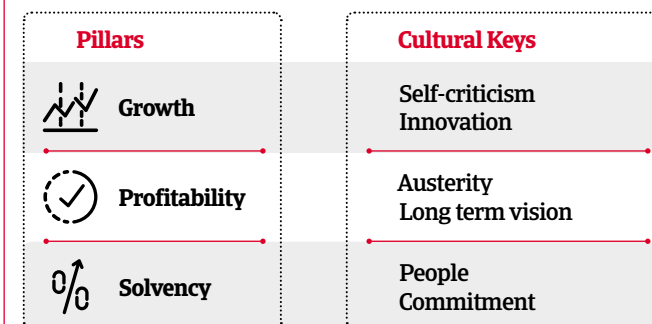 Pillars
Cultural Keys
Growth
Self-criticism
Innovation
Profitability
Austerity
Long term vision
Solvency
People
Commitment